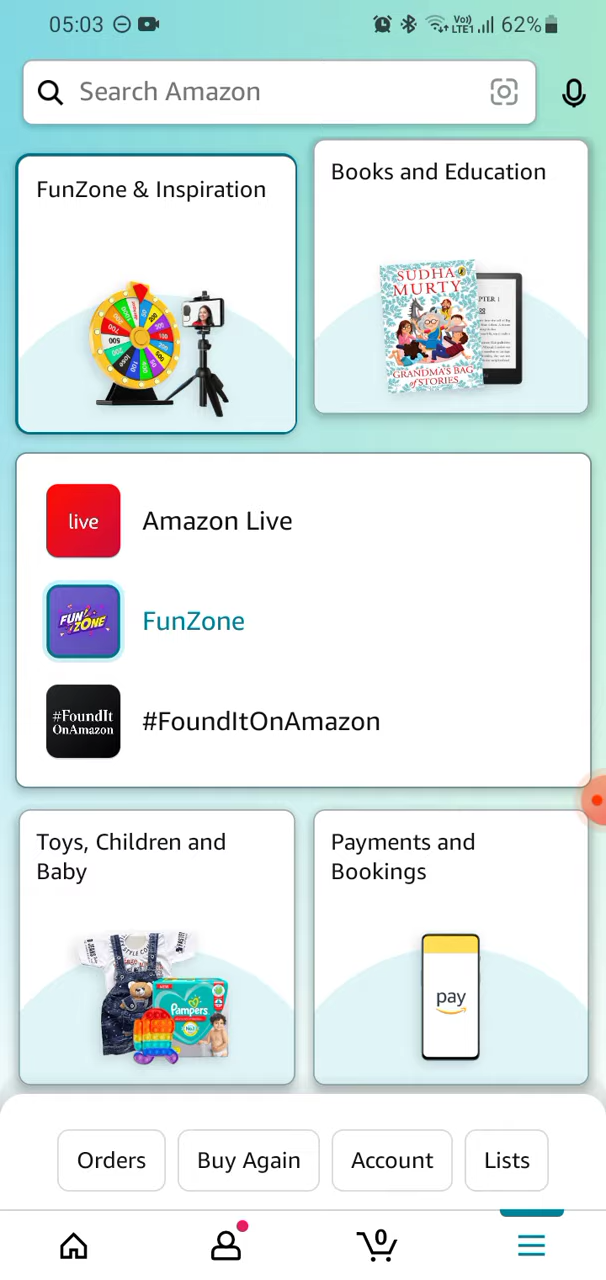 05:03
Vo) LTE1 62%
Search Amazon
FunZone & Inspiration
Books and Education
SUDHA
MURTY
GRANDMA'S BAG
of STORIES
live
Amazon Live
FUN ZONE
FunZone
#FoundIt
OnAmazon
#FoundItOnAmazon
Toys, Children and
Baby
Payments and
Bookings
Pampers
pay
Orders
Buy Again
Account
Lists
0